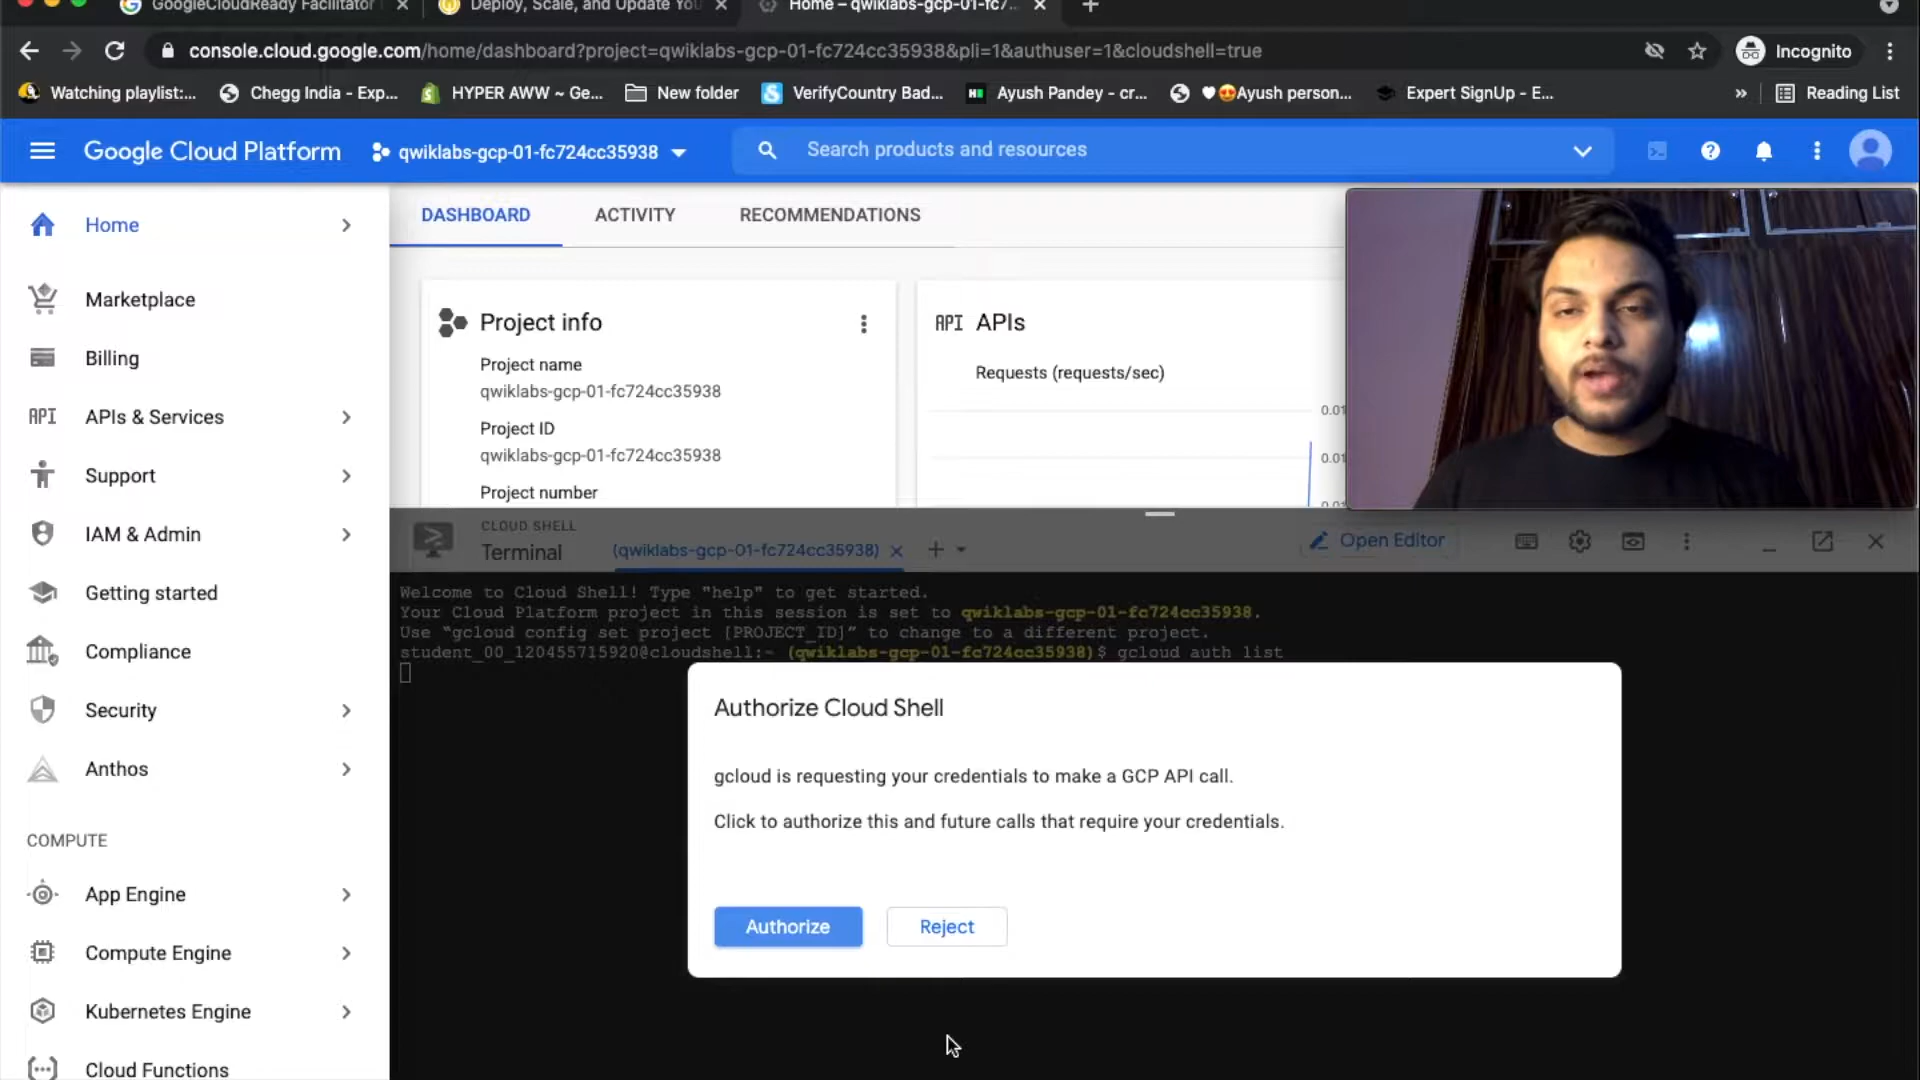 GoogleCloudReady Facilitator
Deploy, Scale, and Update You
Home – qwiklabs-gcp-01-fc7...
console.cloud.google.com/home/dashboard?project=qwiklabs-gcp-01-fc724cc35938&pli=1&authuser=1&cloudshell=true
Incognito
Watching playlist:...
Chegg India - Exp...
HYPER AWW ~ Ge...
New folder
VerifyCountry Bad...
Ayush Pandey - cr...
♥😍Ayush person...
Expert SignUp - E...
»
Reading List
Google Cloud Platform
qwiklabs-gcp-01-fc724cc35938
Search products and resources
Home
Marketplace
Billing
API APIs & Services
Support
IAM & Admin
Getting started
Compliance
Security
Anthos
COMPUTE
App Engine
Compute Engine
Kubernetes Engine
Cloud Functions
DASHBOARD
ACTIVITY
RECOMMENDATIONS
Project info
Project name
qwiklabs-gcp-01-fc724cc35938
Project ID
qwiklabs-gcp-01-fc724cc35938
Project number
API APIs
Requests (requests/sec)
0.01
0.01
CLOUD SHELL
Terminal
(qwiklabs-gcp-01-fc724cc35938)
Open Editor
Welcome to Cloud Shell! Type "help" to get started.
Your Cloud Platform project in this session is set to qwiklabs-gcp-01-fc724cc35938.
Use “gcloud config set project [PROJECT_ID]” to change to a different project.
student_00_120455715920@cloudshell:~ (qwiklabs-gcp-01-fc724cc35938)$ gcloud auth list
Authorize Cloud Shell
gcloud is requesting your credentials to make a GCP API call.
Click to authorize this and future calls that require your credentials.
Authorize
Reject